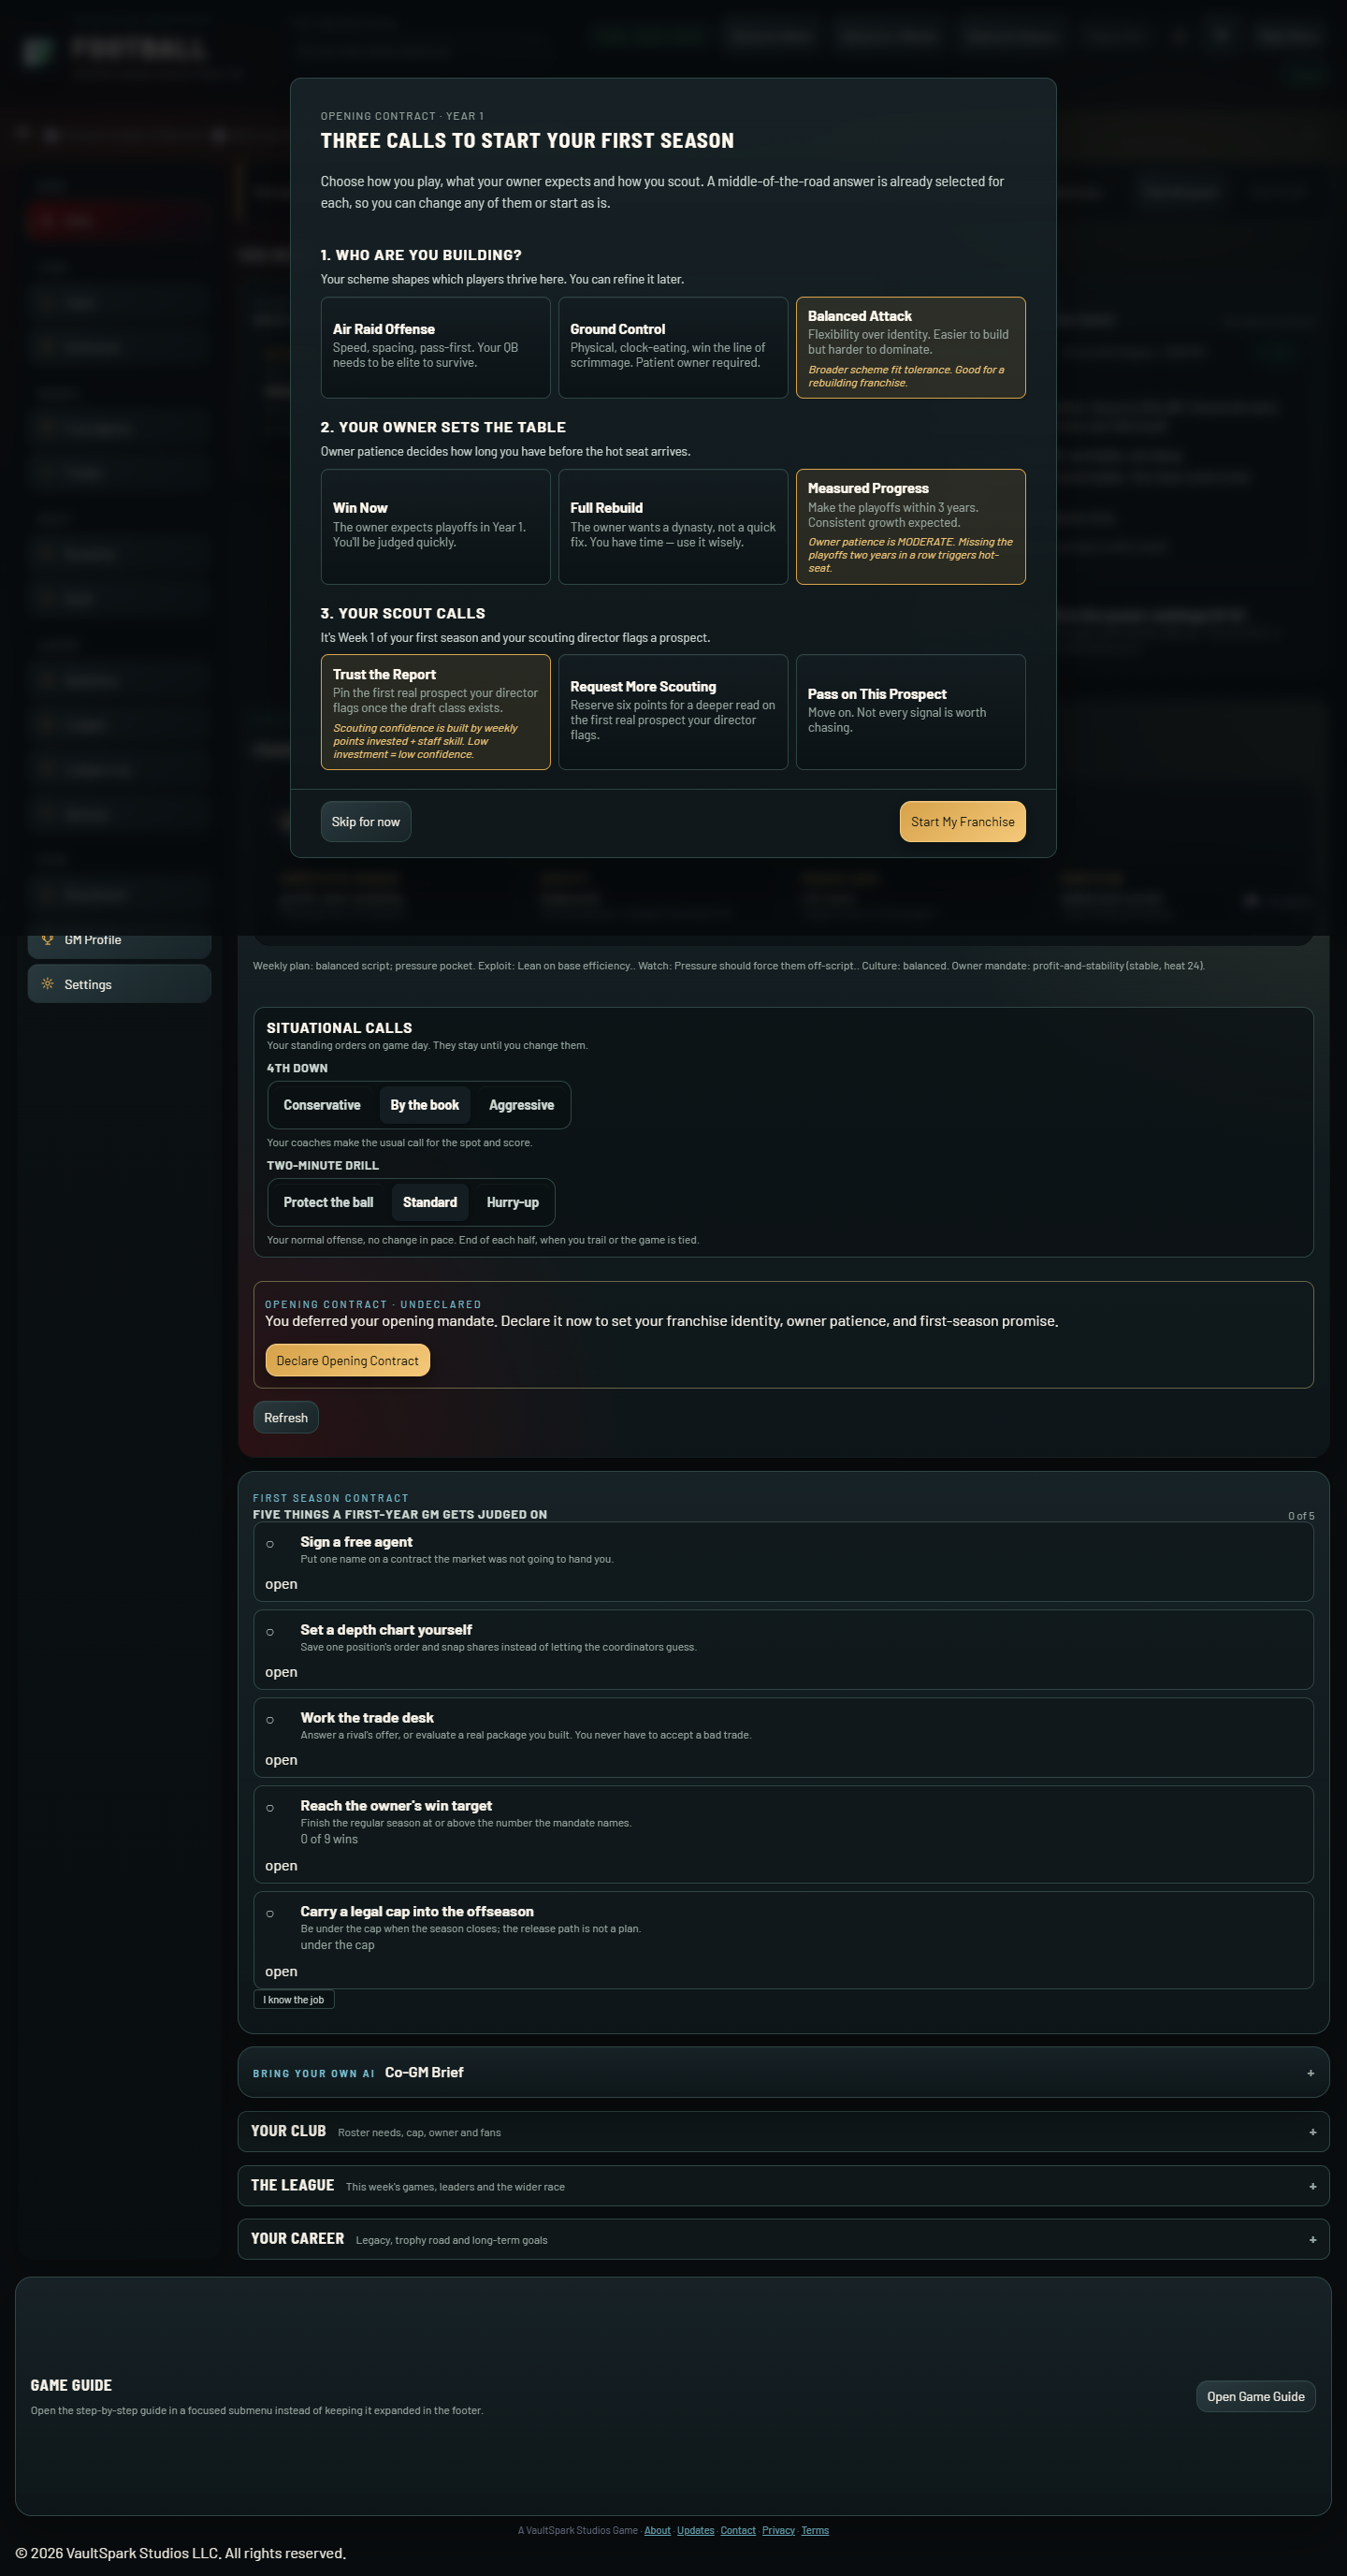 FOOTBALL
OPENING CONTRACT · YEAR 1
THREE CALLS TO START YOUR FIRST SEASON
Choose how you play, what your owner expects and how you scout. A middle-of-the-road answer is already selected for
each, so you can change any of them or start as is.
1. WHO ARE YOU BUILDING?
Your scheme shapes which players thrive here. You can refine it later.
Air Raid Offense
Speed, spacing, pass-first. Your QB
needs to be elite to survive.
Ground Control
Physical, clock-eating, win the line of
scrimmage. Patient owner required.
Balanced Attack
Flexibility over identity. Easier to build
but harder to dominate.
Broader scheme fit tolerance. Good for a
rebuilding franchise.
2. YOUR OWNER SETS THE TABLE
Owner patience decides how long you have before the hot seat arrives.
Win Now
The owner expects playoffs in Year 1.
You'll be judged quickly.
Full Rebuild
The owner wants a dynasty, not a quick
fix. You have time — use it wisely.
Measured Progress
Make the playoffs within 3 years.
Consistent growth expected.
Owner patience is MODERATE. Missing the
playoffs two years in a row triggers hot-
seat.
3. YOUR SCOUT CALLS
It's Week 1 of your first season and your scouting director flags a prospect.
Trust the Report
Pin the first real prospect your director
flags once the draft class exists.
Scouting confidence is built by weekly
points invested + staff skill. Low
investment = low confidence.
Request More Scouting
Reserve six points for a deeper read on
the first real prospect your director
flags.
Pass on This Prospect
Move on. Not every signal is worth
chasing.
Skip for now
Start My Franchise
GM Profile
Settings
Weekly plan: balanced script; pressure pocket. Exploit: Lean on base efficiency.. Watch: Pressure should force them off-script.. Culture: balanced. Owner mandate: profit-and-stability (stable, heat 24).
SITUATIONAL CALLS
Your standing orders on game day. They stay until you change them.
4TH DOWN
Conservative By the book Aggressive
Your coaches make the usual call for the spot and score.
TWO-MINUTE DRILL
Protect the ball Standard Hurry-up
Your normal offense, no change in pace. End of each half, when you trail or the game is tied.
OPENING CONTRACT · UNDECLARED
You deferred your opening mandate. Declare it now to set your franchise identity, owner patience, and first-season promise.
Declare Opening Contract
Refresh
FIRST SEASON CONTRACT
FIVE THINGS A FIRST-YEAR GM GETS JUDGED ON 0 of 5
Sign a free agent
Put one name on a contract the market was not going to hand you.
open
Set a depth chart yourself
Save one position's order and snap shares instead of letting the coordinators guess.
open
Work the trade desk
Answer a rival's offer, or evaluate a real package you built. You never have to accept a bad trade.
open
Reach the owner's win target
Finish the regular season at or above the number the mandate names.
0 of 9 wins
open
Carry a legal cap into the offseason
Be under the cap when the season closes; the release path is not a plan.
under the cap
open
I know the job
BRING YOUR OWN AI Co-GM Brief +
YOUR CLUB Roster needs, cap, owner and fans +
THE LEAGUE This week's games, leaders and the wider race +
YOUR CAREER Legacy, trophy road and long-term goals +
GAME GUIDE
Open the step-by-step guide in a focused submenu instead of keeping it expanded in the footer.
Open Game Guide
A VaultSpark Studios Game · About · Updates · Contact · Privacy · Terms
© 2026 VaultSpark Studios LLC. All rights reserved.